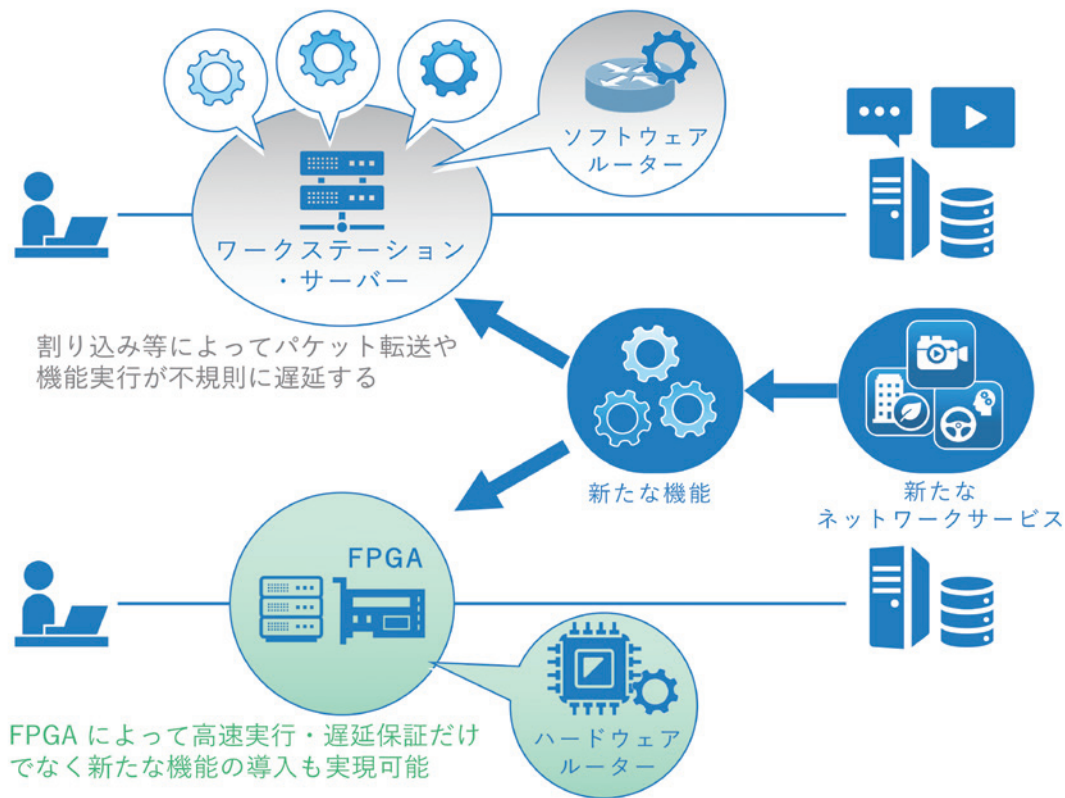 ソフトウェア
ルーター
ワークステーション
・サーバー
割り込み等によってパケット転送や
機能実行が不規則に遅延する
新たな機能
新たな
ネットワークサービス
FPGA
ハードウェア
ルーター
FPGA によって高速実行・遅延保証だけ
でなく新たな機能の導入も実現可能